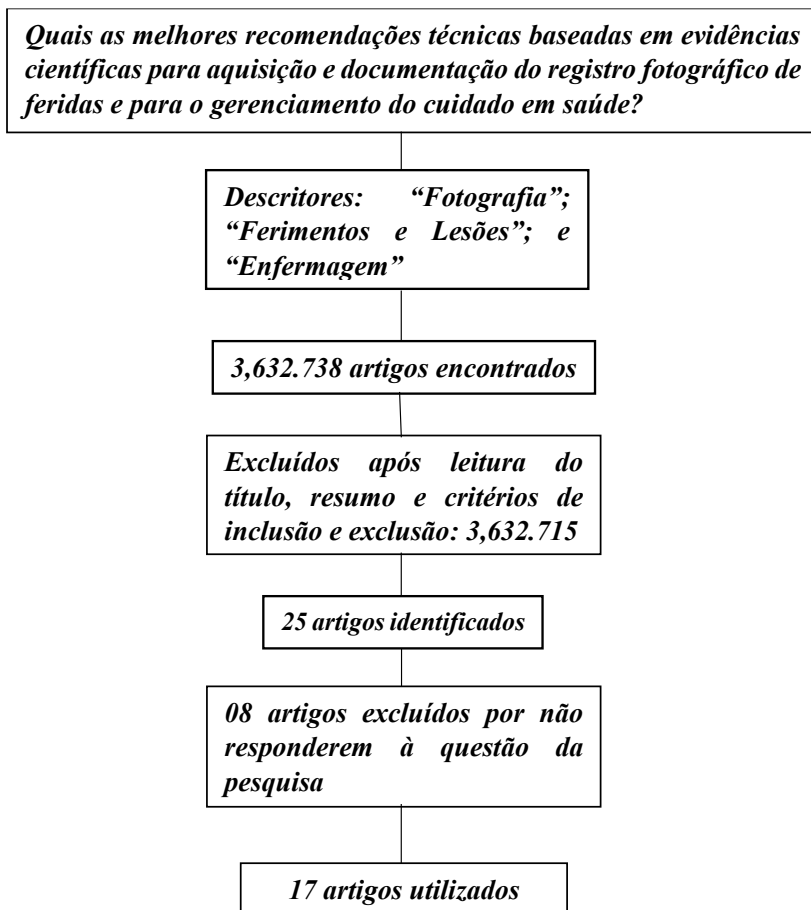 Quais as melhores recomendações técnicas baseadas em evidências
científicas para aquisição e documentação do registro fotográfico de
feridas e para o gerenciamento do cuidado em saúde?
Descritores: “Fotografia”;
“Ferimentos e Lesões”; e
“Enfermagem”
3,632.738 artigos encontrados
Excluídos após leitura do
título, resumo e critérios de
inclusão e exclusão: 3,632.715
25 artigos identificados
08 artigos excluídos por não
responderem à questão da
pesquisa
17 artigos utilizados